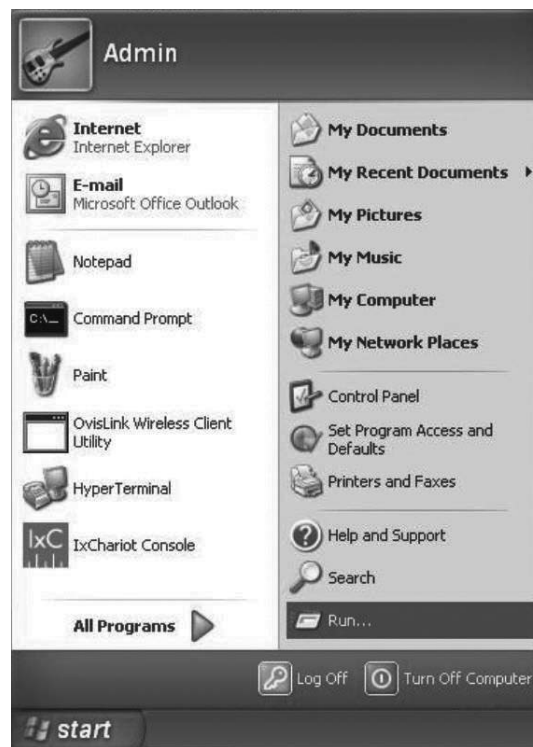 Admin
Internet
Internet Explorer
E-mail
Microsoft Office Outlook
Notepad
C:\_
Command Prompt
Paint
OvisLink Wireless Client
Utility
HyperTerminal
IxC
IxChariot Console
All Programs
My Documents
My Recent Documents
My Pictures
My Music
My Computer
My Network Places
Control Panel
Set Program Access and
Defaults
Printers and Faxes
Help and Support
Search
Run...
Log Off
Turn Off Computer
start